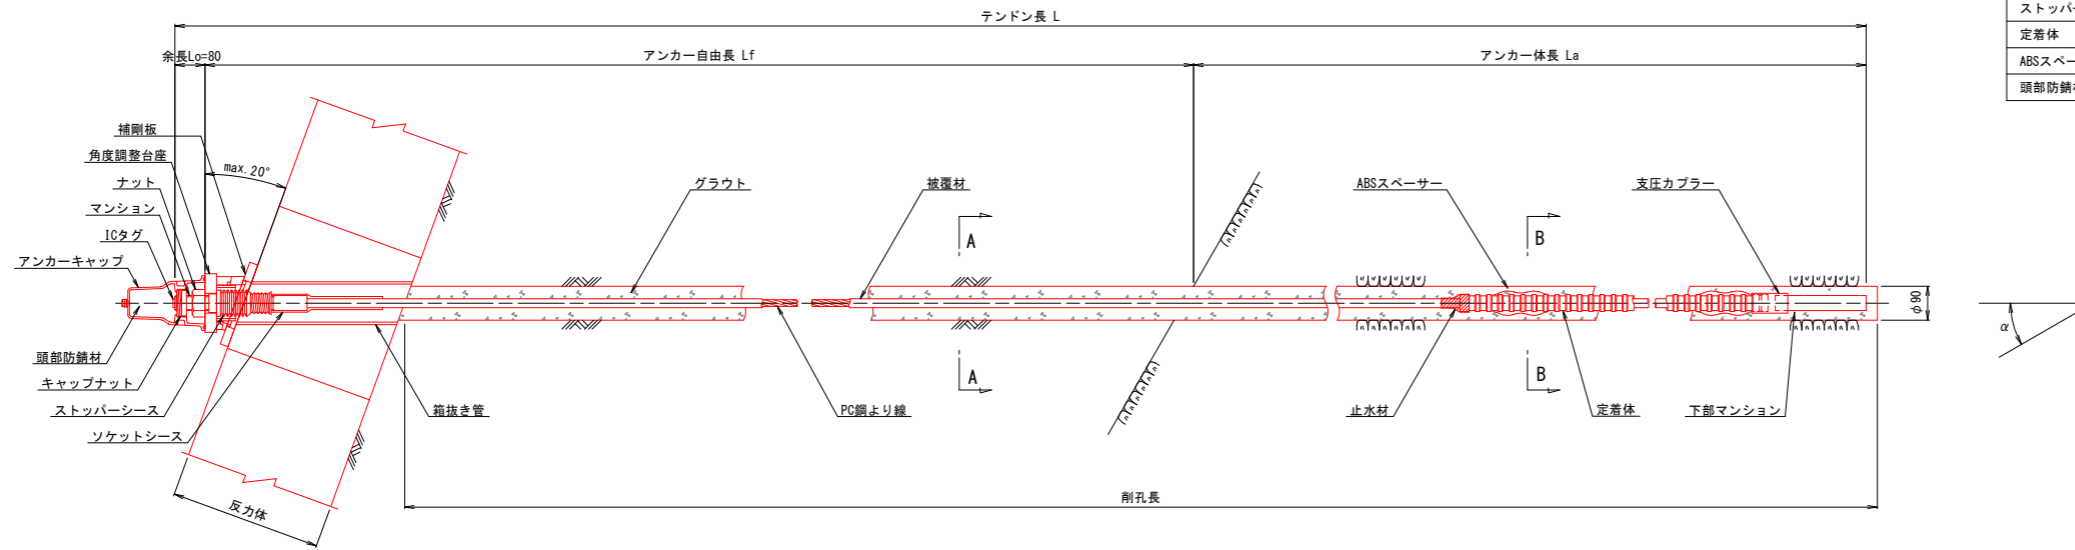 テンドン長 L
余長Lo=80
アンカー自由長 Lf
アンカー体長 La
ストッパー
定着体
ABSスペー
頭部防錆材
補剛板
角度調整台座
max.20°
ナット
マンション
ICタグ
アンカーキャップ
グラウト
被覆材
ABSスペーサー
支圧カプラー
A
B
φ90
α
頭部防錆材
キャップナット
ストッパーシース
ソケットシース
箱抜き管
A
PC鋼より線
B
止水材
定着体
下部マンション
削孔長
反力体